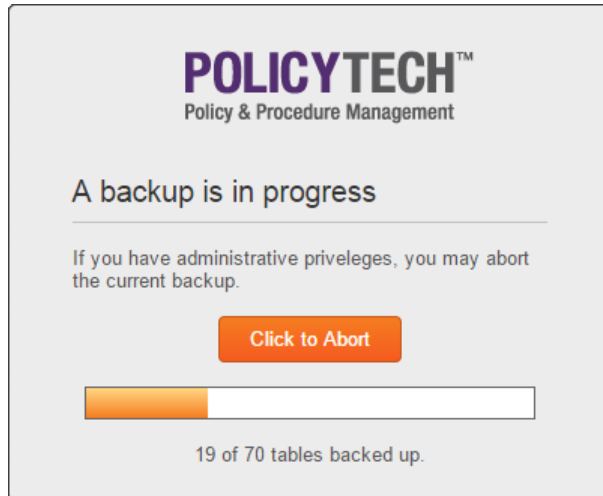 POLICYTECH™
Policy & Procedure Management
A backup is in progress
If you have administrative priveleges, you may abort
the current backup.
Click to Abort
19 of 70 tables backed up.